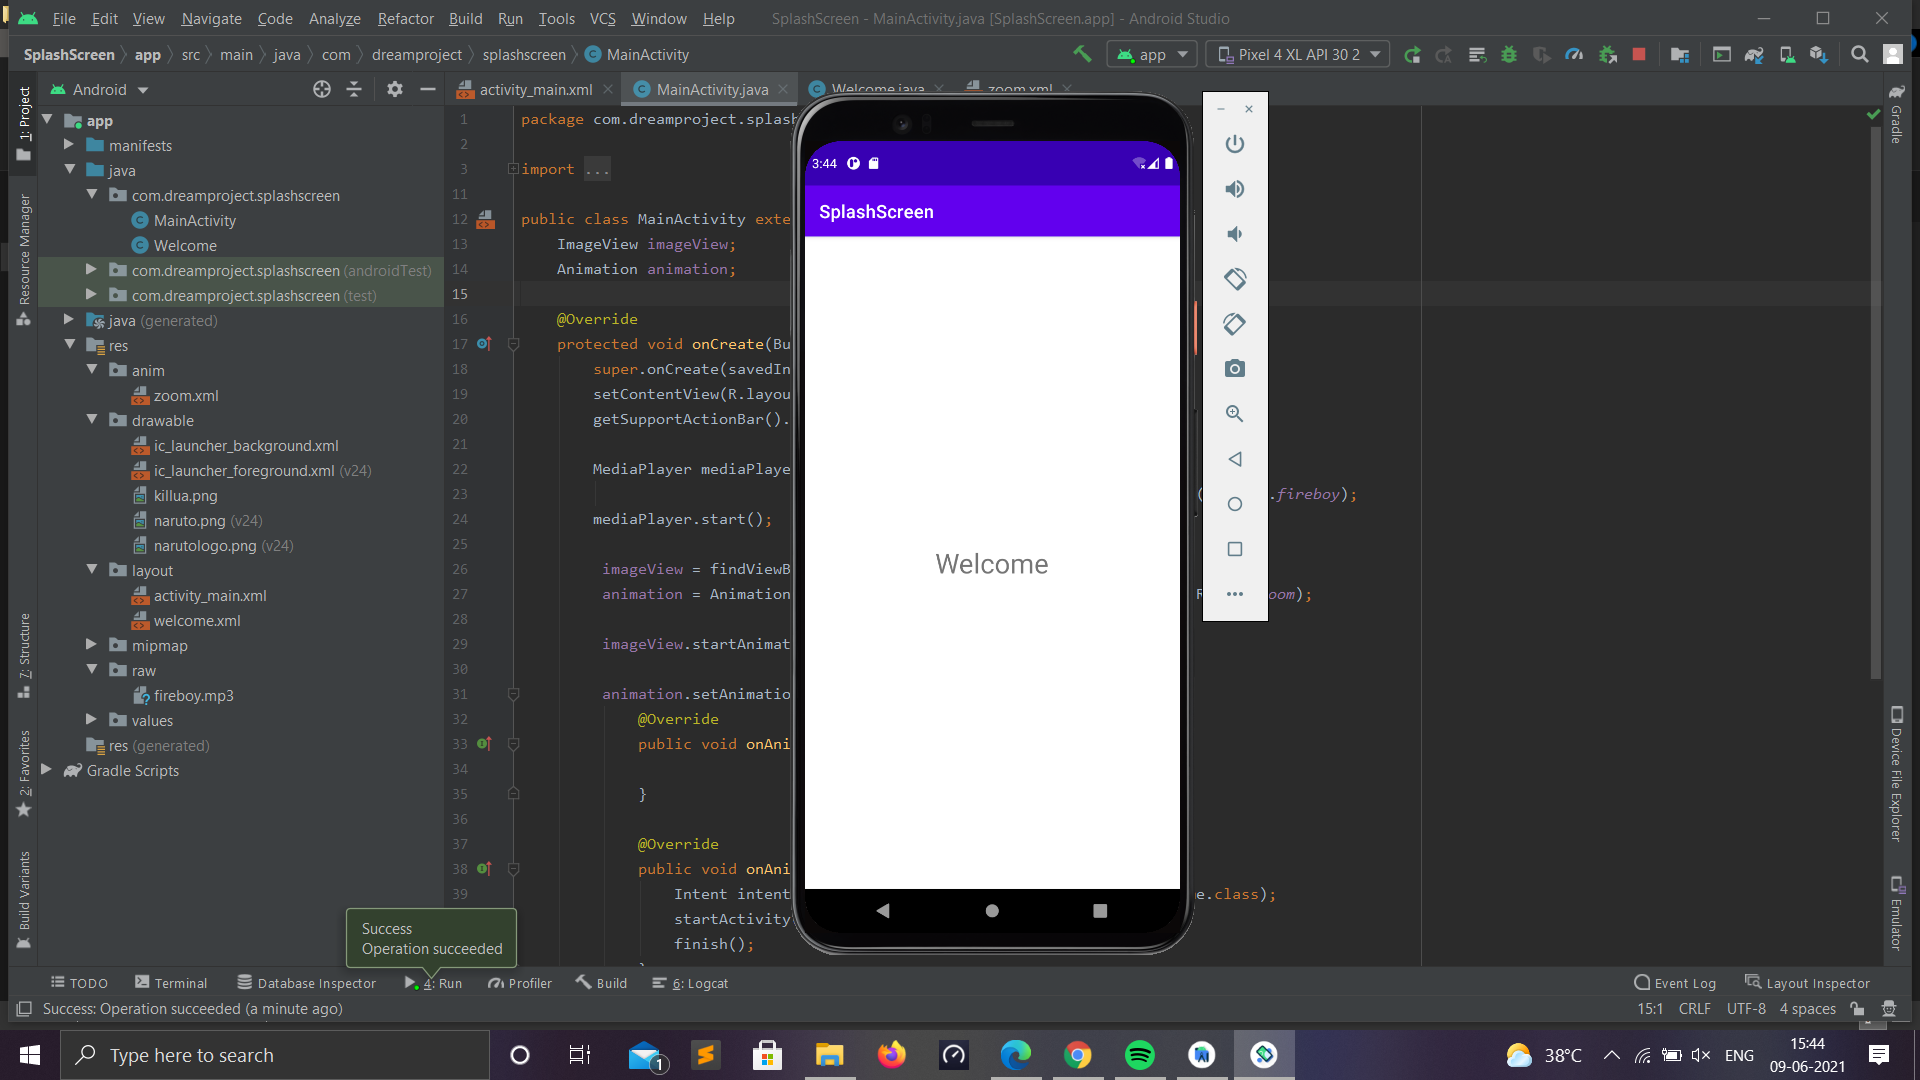 File Edit View Navigate Code Analyze Refactor Build Run Tools VCS Window Help SplashScreen - MainActivity.java [SplashScreen.app] - Android Studio
SplashScreen app src main java com dreamproject splashscreen MainActivity
app Pixel 4 XL API 30 2
Android
activity_main.xml MainActivity.java Welcome.java zoom.xml
1: Project
Resource Manager
7: Structure
2: Favorites
Build Variants
app
manifests
java
com.dreamproject.splashscreen
MainActivity
Welcome
com.dreamproject.splashscreen (androidTest)
com.dreamproject.splashscreen (test)
java (generated)
res
anim
zoom.xml
drawable
ic_launcher_background.xml
ic_launcher_foreground.xml (v24)
killua.png
naruto.png (v24)
narutologo.png (v24)
layout
activity_main.xml
welcome.xml
mipmap
raw
fireboy.mp3
values
res (generated)
Gradle Scripts
1 package com.dreamproject.splash
2
3 import ...
11
12 public class MainActivity exte
13 ImageView imageView;
14 Animation animation;
15
16 @Override
17 protected void onCreate(Bu
18 super.onCreate(savedIn
19 setContentView(R.layou
20 getSupportActionBar().
21
22 MediaPlayer mediaPlaye
23 ( .fireboy);
24 mediaPlayer.start();
25
26 imageView = findViewB
27 animation = Animation R oom);
28
29 imageView.startAnimat
30
31 animation.setAnimatio
32 @Override
33 public void onAni
34
35 }
36
37 @Override
38 public void onAni
39 Intent intent e.class);
startActivity
finish();
3:44
SplashScreen
Welcome
Gradle
Device File Explorer
Emulator
Success
Operation succeeded
TODO Terminal Database Inspector 4: Run Profiler Build 6: Logcat Event Log Layout Inspector
Success: Operation succeeded (a minute ago) 15:1 CRLF UTF-8 4 spaces
Type here to search
1
38°C ENG
15:44
09-06-2021